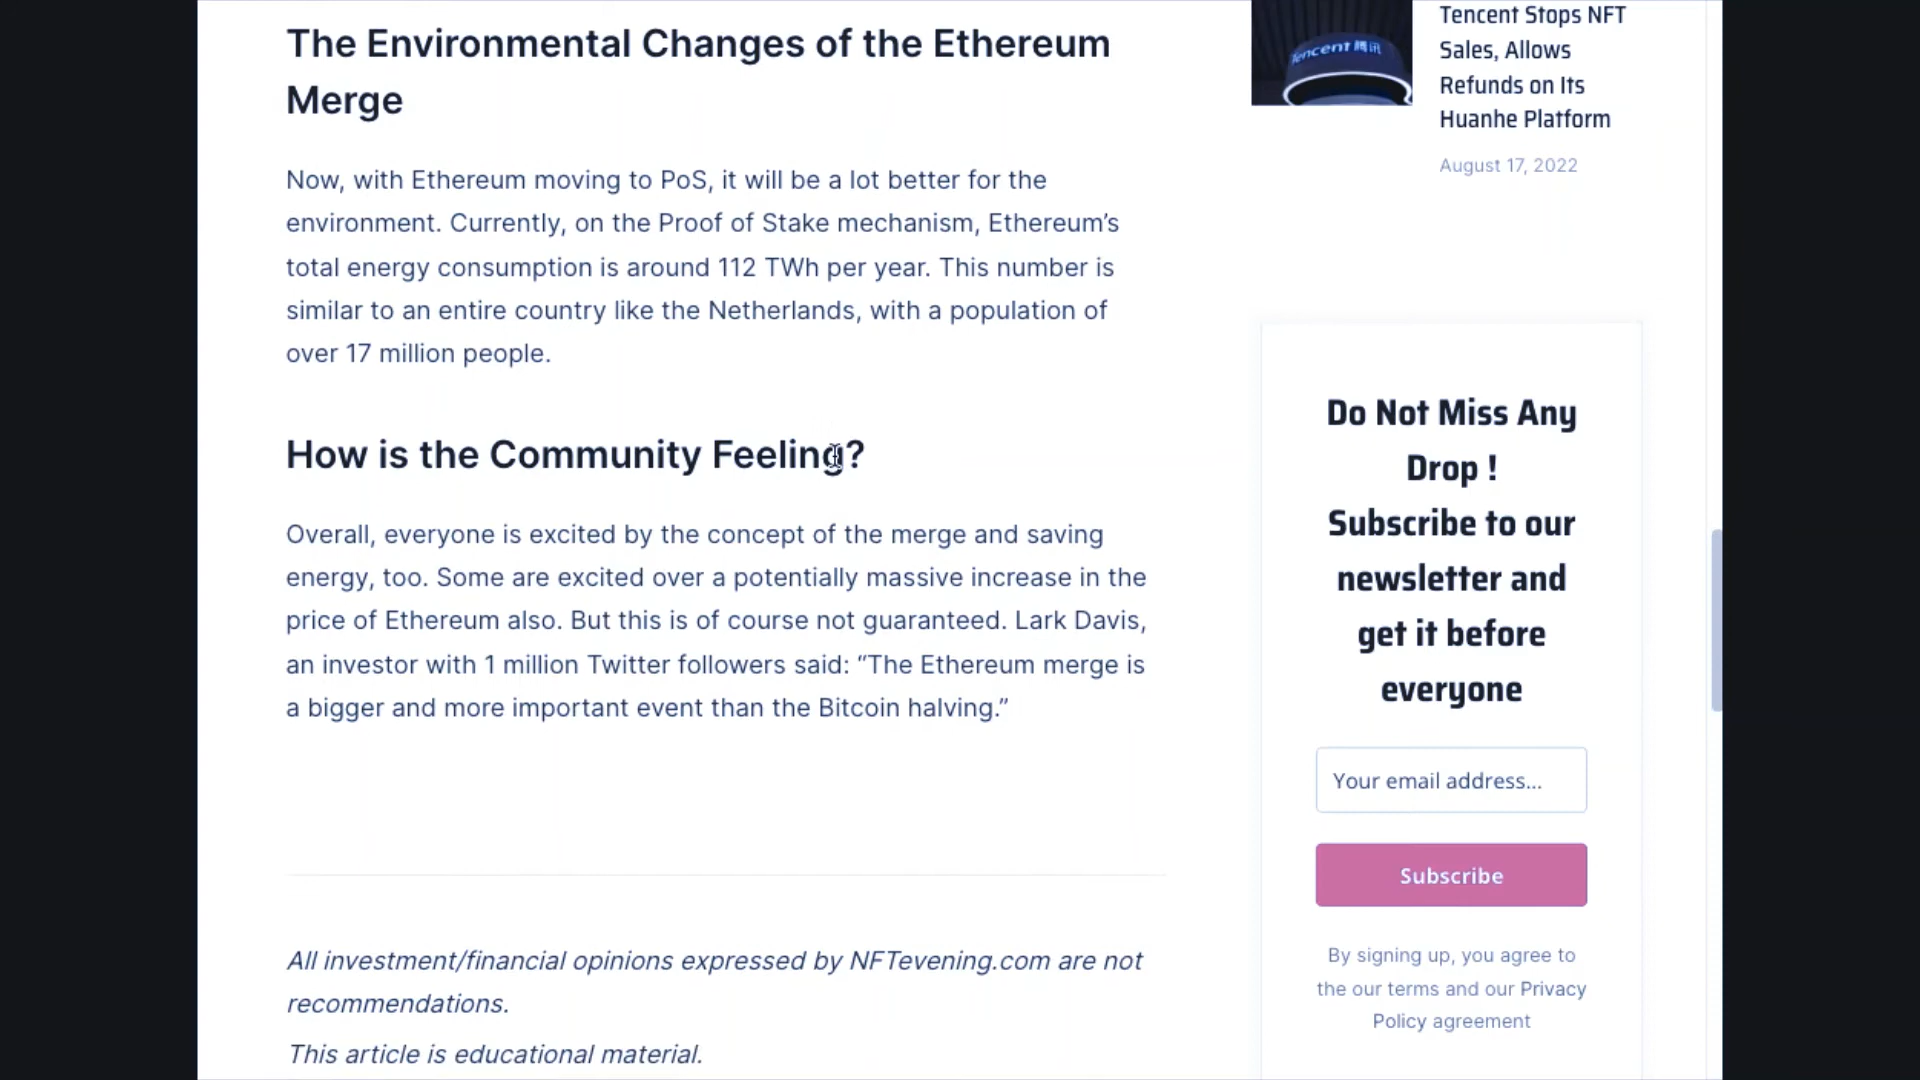 The Environmental Changes of the Ethereum
Merge
Now, with Ethereum moving to PoS, it will be a lot better for the
environment. Currently, on the Proof of Stake mechanism, Ethereum’s
total energy consumption is around 112 TWh per year. This number is
similar to an entire country like the Netherlands, with a population of
over 17 million people.
How is the Community Feeling?
Overall, everyone is excited by the concept of the merge and saving
energy, too. Some are excited over a potentially massive increase in the
price of Ethereum also. But this is of course not guaranteed. Lark Davis,
an investor with 1 million Twitter followers said: “The Ethereum merge is
a bigger and more important event than the Bitcoin halving.”
All investment/financial opinions expressed by NFTevening.com are not
recommendations.
This article is educational material.
Tencent 腾讯
Tencent Stops NFT
Sales, Allows
Refunds on Its
Huanhe Platform
August 17, 2022
Do Not Miss Any
Drop !
Subscribe to our
newsletter and
get it before
everyone
Your email address...
Subscribe
By signing up, you agree to
the our terms and our Privacy
Policy agreement